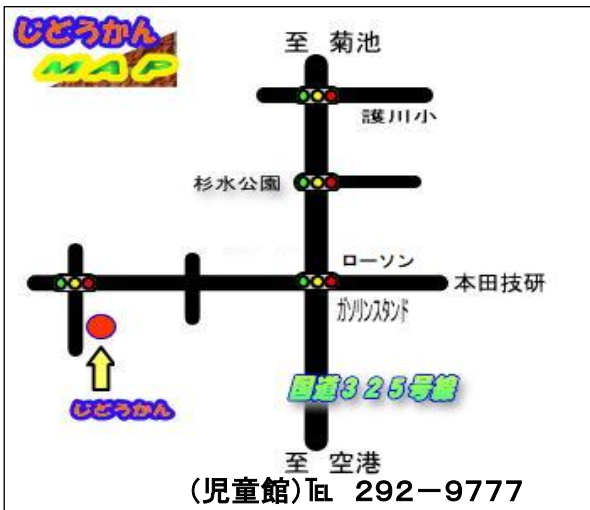 じどうかん
MAP
至 菊池
護川小
杉水公園
ローソン
本田技研
ガソリンスタンド
じどうかん
国道325号線
至 空港
(児童館)℡ 292－9777